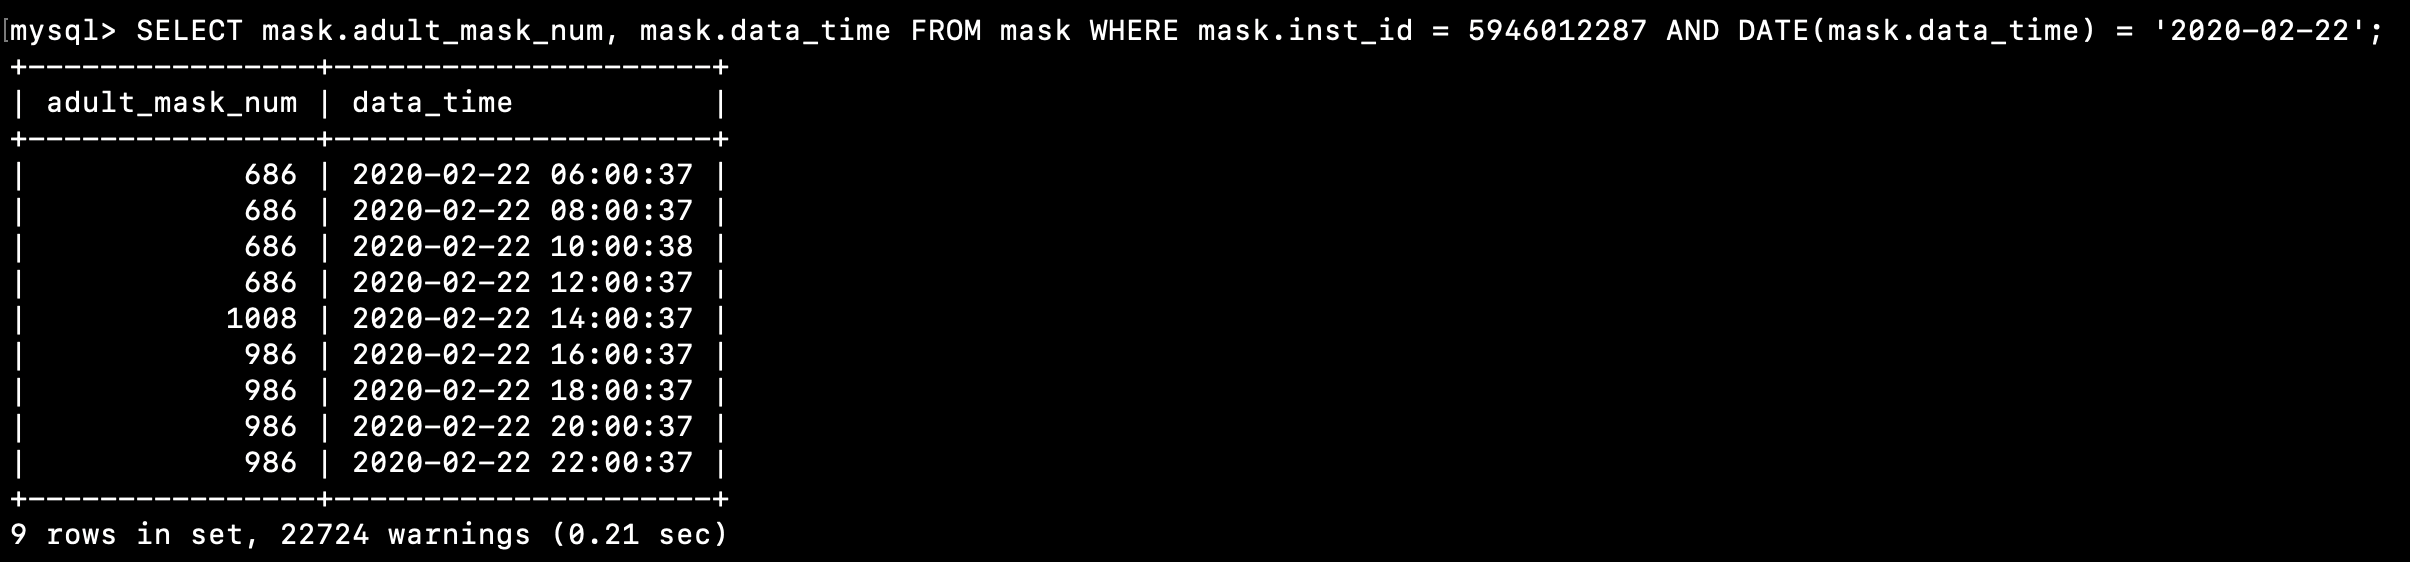 [mysql> SELECT mask.adult_mask_num, mask.data_time FROM mask WHERE mask.inst_id = 5946012287 AND DATE(mask.data_time) = '2020-02-22';
+----------------+---------------------+
| adult_mask_num | data_time           |
+----------------+---------------------+
|            686 | 2020-02-22 06:00:37 |
|            686 | 2020-02-22 08:00:37 |
|            686 | 2020-02-22 10:00:38 |
|            686 | 2020-02-22 12:00:37 |
|           1008 | 2020-02-22 14:00:37 |
|            986 | 2020-02-22 16:00:37 |
|            986 | 2020-02-22 18:00:37 |
|            986 | 2020-02-22 20:00:37 |
|            986 | 2020-02-22 22:00:37 |
+----------------+---------------------+
9 rows in set, 22724 warnings (0.21 sec)